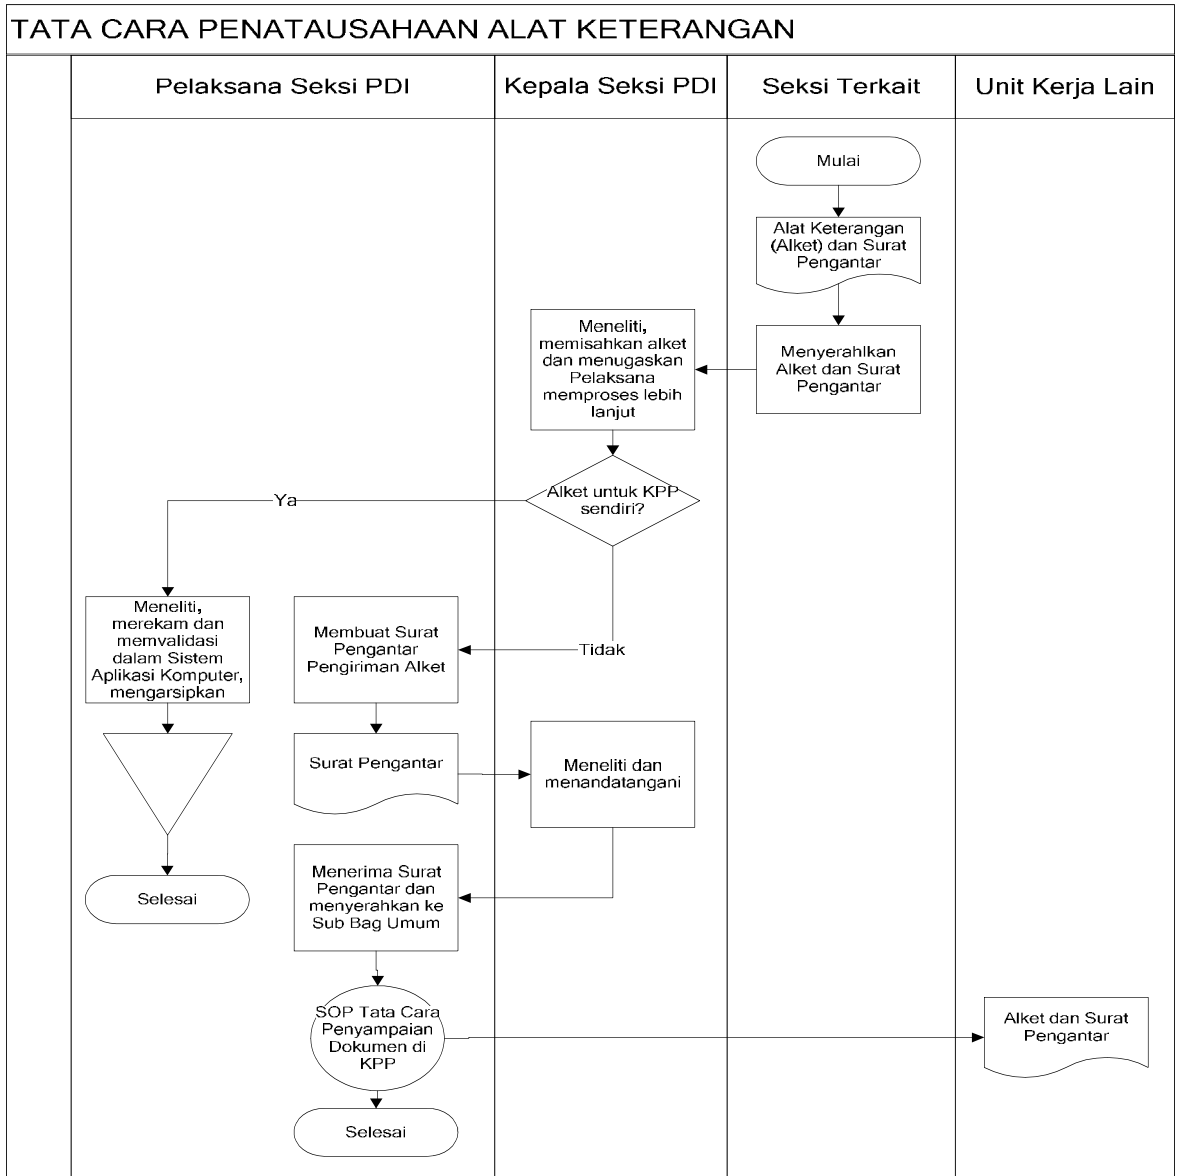 TATA CARA PENATAUSAHAAN ALAT KETERANGAN
Pelaksana Seksi PDI
Kepala Seksi PDI
Seksi Terkait
Unit Kerja Lain
Mulai
Alat Keterangan
(Alket) dan Surat
Pengantar
Menyerahlkan
Alket dan Surat
Pengantar
Meneliti,
memisahkan alket
dan menugaskan
Pelaksana
memproses lebih
lanjut
Alket untuk KPP
sendiri?
Ya
Tidak
Meneliti,
merekam dan
memvalidasi
dalam Sistem
Aplikasi Komputer,
mengarsipkan
Membuat Surat
Pengantar
Pengiriman Alket
Surat Pengantar
Meneliti dan
menandatangani
Menerima Surat
Pengantar dan
menyerahkan ke
Sub Bag Umum
Selesai
SOP Tata Cara
Penyampaian
Dokumen di
KPP
Alket dan Surat
Pengantar
Selesai